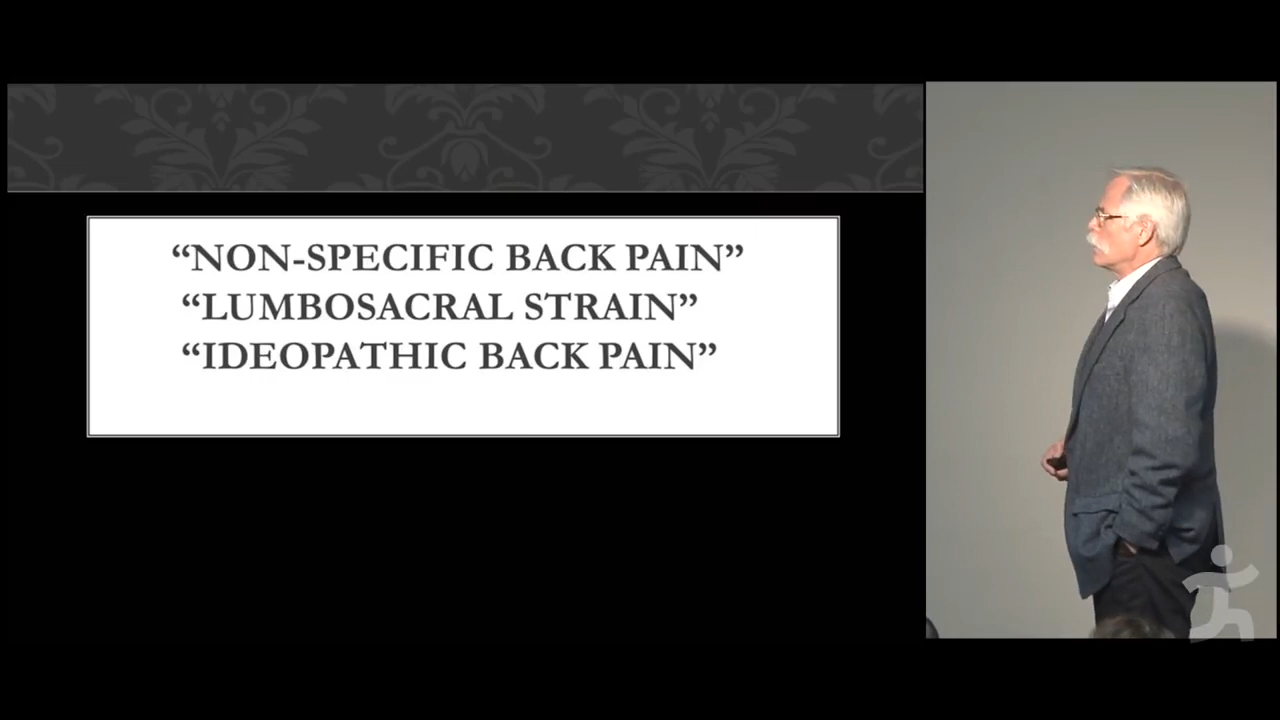 “NON-SPECIFIC BACK PAIN”
“LUMBOSACRAL STRAIN”
“IDEOPATHIC BACK PAIN”